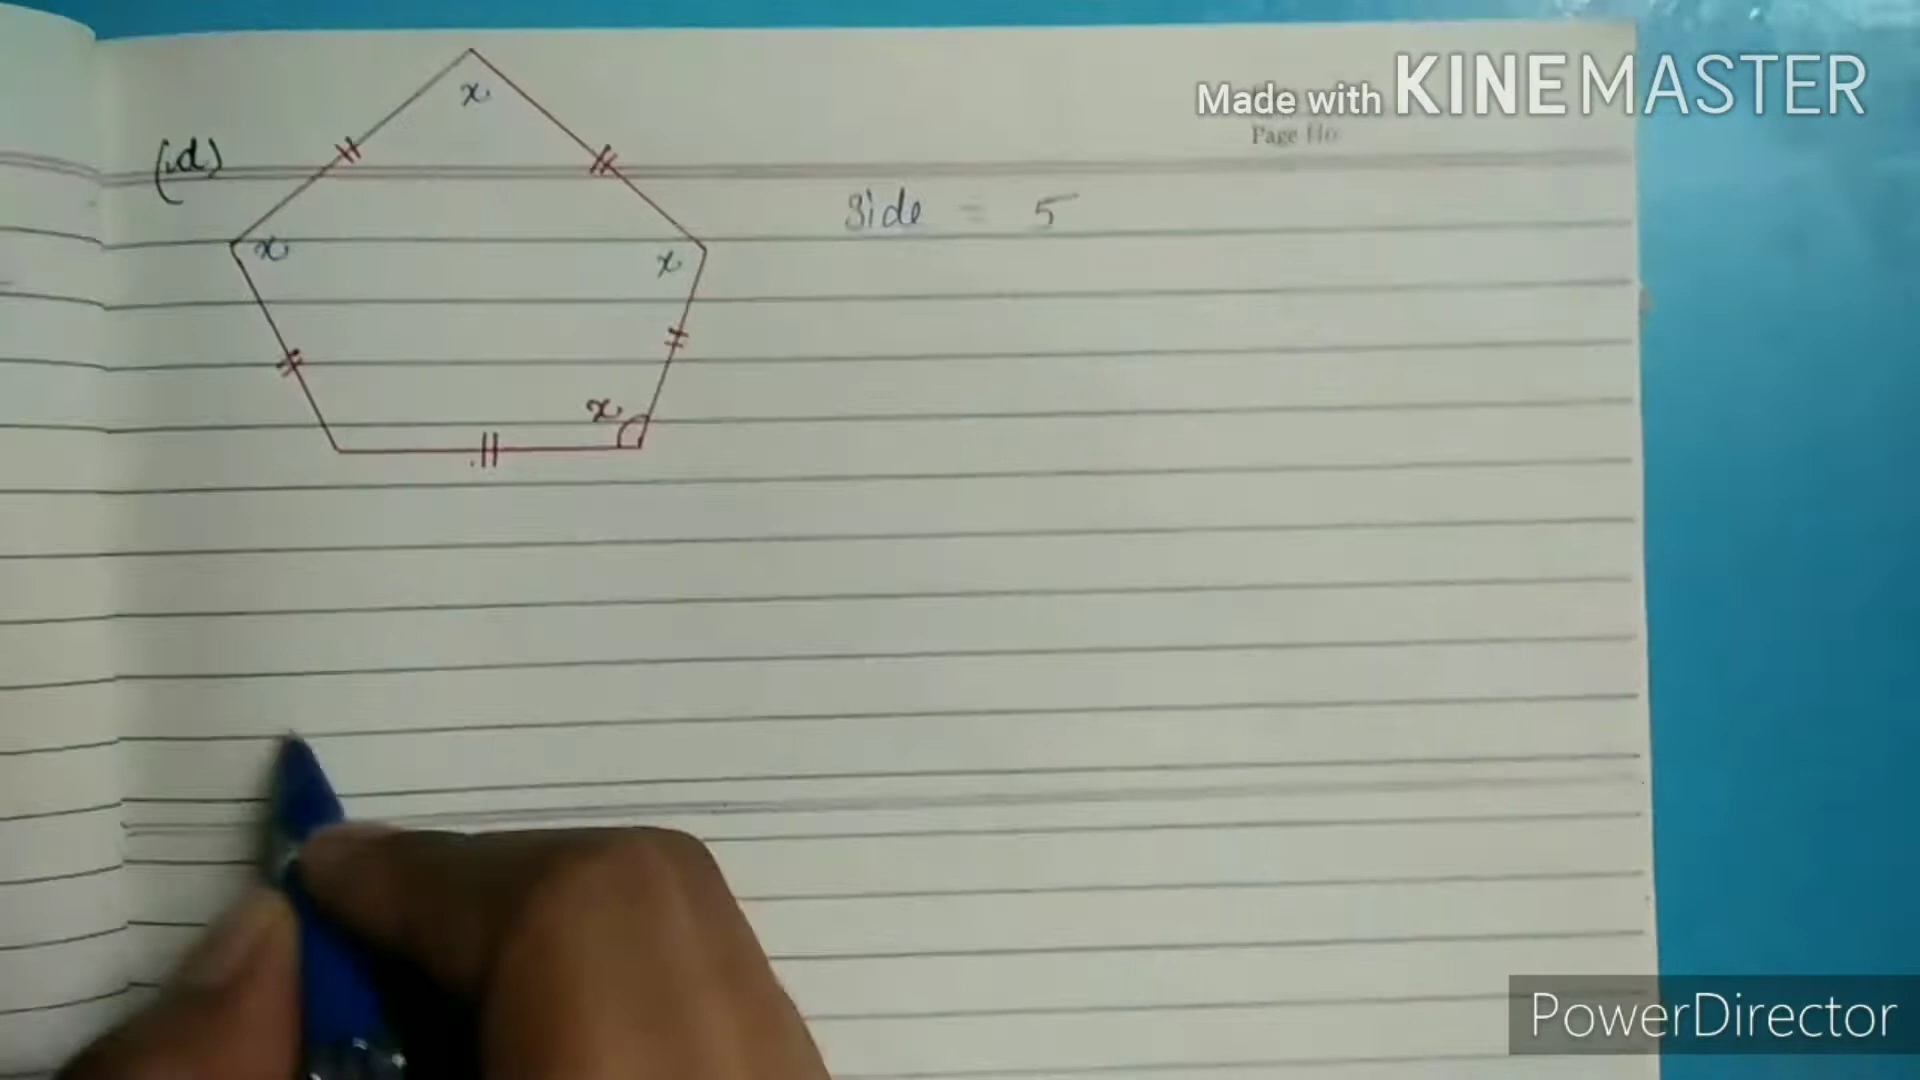 Made with KINEMASTER
Page No
x
(d)
Side = 5
x
x
x
PowerDirector